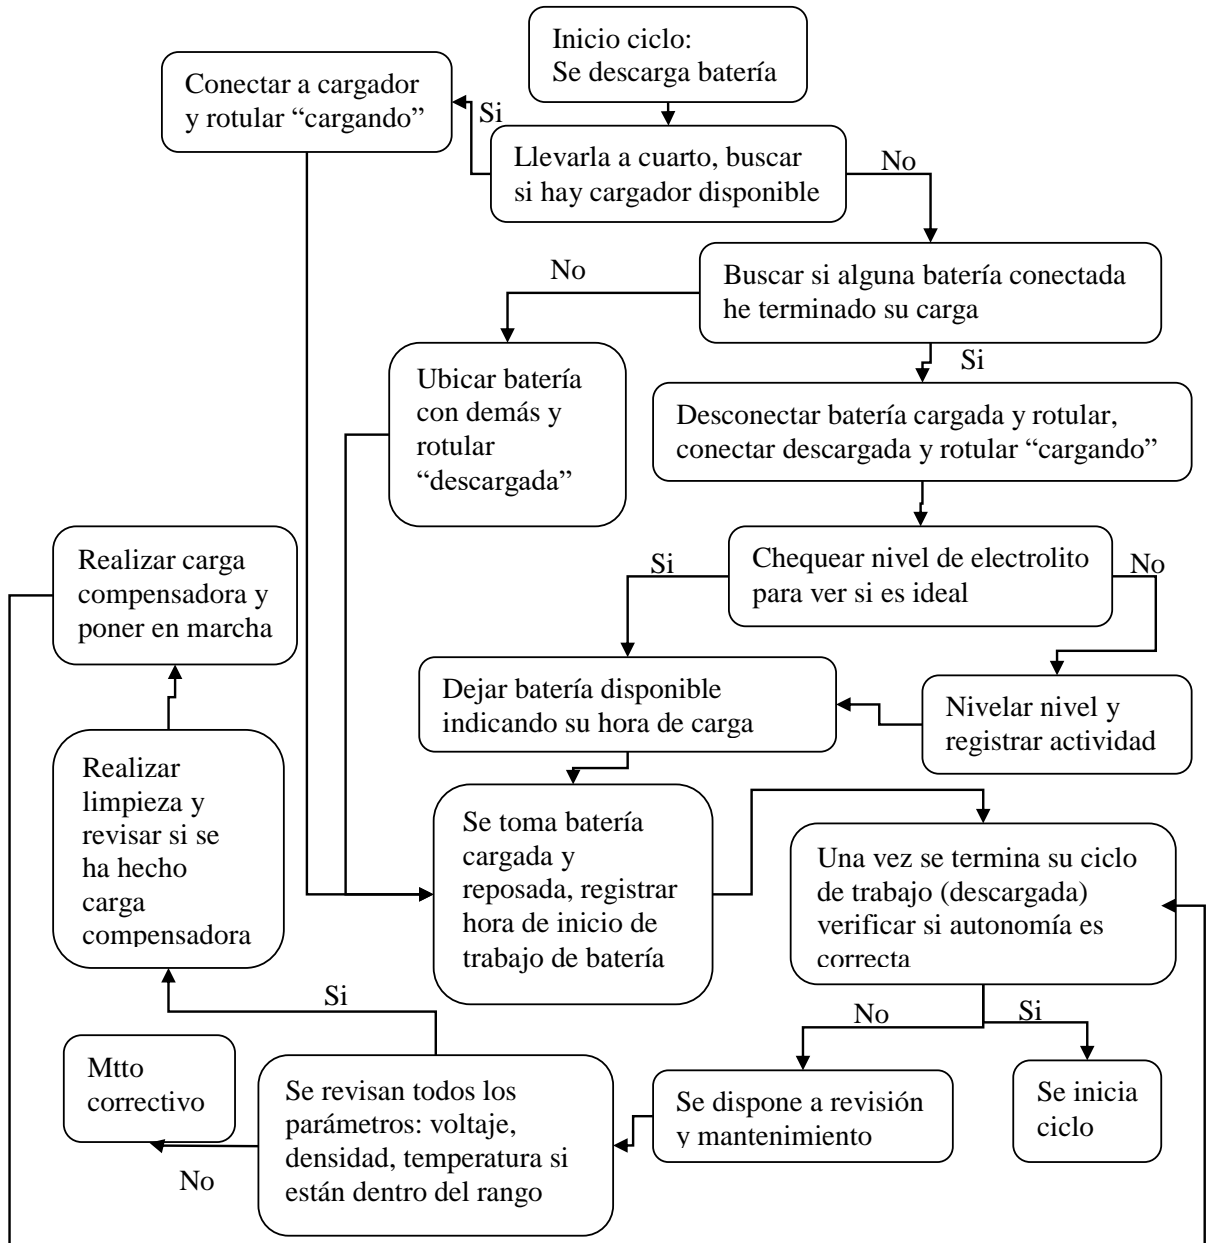 Inicio ciclo:
Se descarga batería
Conectar a cargador
y rotular “cargando”
Si
Llevarla a cuarto, buscar
si hay cargador disponible
No
Buscar si alguna batería conectada
he terminado su carga
No
Si
Ubicar batería
con demás y
rotular
“descargada”
Desconectar batería cargada y rotular,
conectar descargada y rotular “cargando”
Chequear nivel de electrolito
para ver si es ideal
Si
No
Realizar carga
compensadora y
poner en marcha
Dejar batería disponible
indicando su hora de carga
Nivelar nivel y
registrar actividad
Realizar
limpieza y
revisar si se
ha hecho
carga
compensadora
Se toma batería
cargada y
reposada, registrar
hora de inicio de
trabajo de batería
Una vez se termina su ciclo
de trabajo (descargada)
verificar si autonomía es
correcta
Si
No
Si
Mtto
correctivo
Se revisan todos los
parámetros: voltaje,
densidad, temperatura si
están dentro del rango
Se dispone a revisión
y mantenimiento
Se inicia
ciclo
No